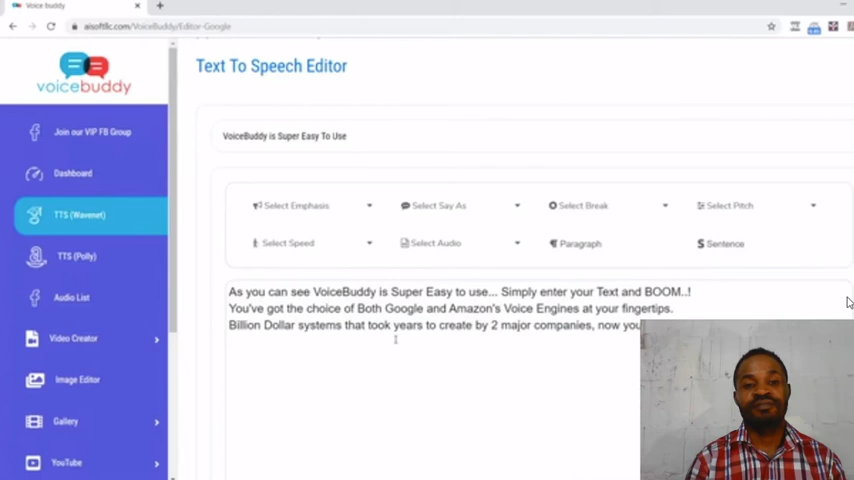 Voice buddy
aisoftllc.com/VoiceBuddy/Editor-Google
voicebuddy
Join our VIP FB Group
Dashboard
TTS (Wavenet)
TTS (Polly)
Audio List
Video Creator
Image Editor
Gallery
YouTube
Text To Speech Editor
VoiceBuddy is Super Easy To Use
Select Emphasis
Select Say As
Select Break
Select Pitch
Select Speed
Select Audio
Paragraph
Sentence
As you can see VoiceBuddy is Super Easy to use... Simply enter your Text and BOOM..!
You've got the choice of Both Google and Amazon's Voice Engines at your fingertips.
Billion Dollar systems that took years to create by 2 major companies, now you